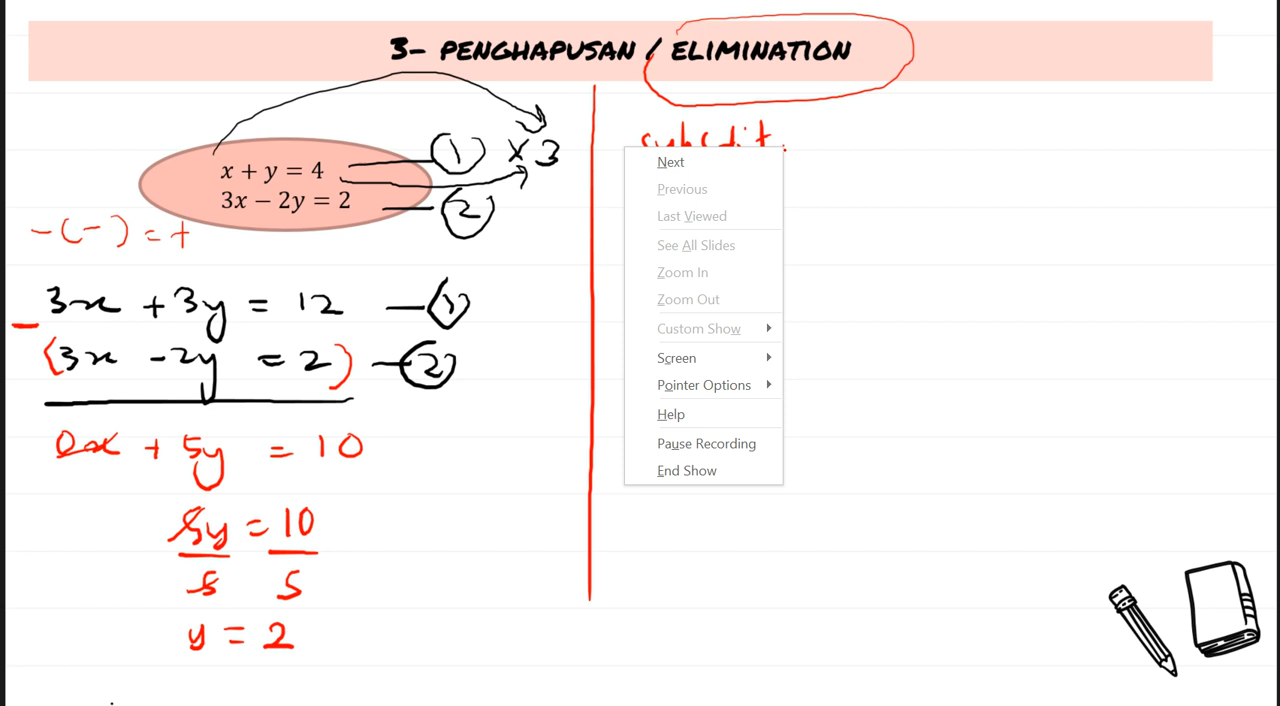 3- PENGHAPUSAN / ELIMINATION
x + y = 4 — 1 × 3
3x − 2y = 2 — 2
-(-) = +
3x + 3y = 12 — 1
- (3x - 2y = 2) — 2
0x + 5y = 10
5y = 10
5 5
y = 2
substit
Next
Previous
Last Viewed
See All Slides
Zoom In
Zoom Out
Custom Show
Screen
Pointer Options
Help
Pause Recording
End Show